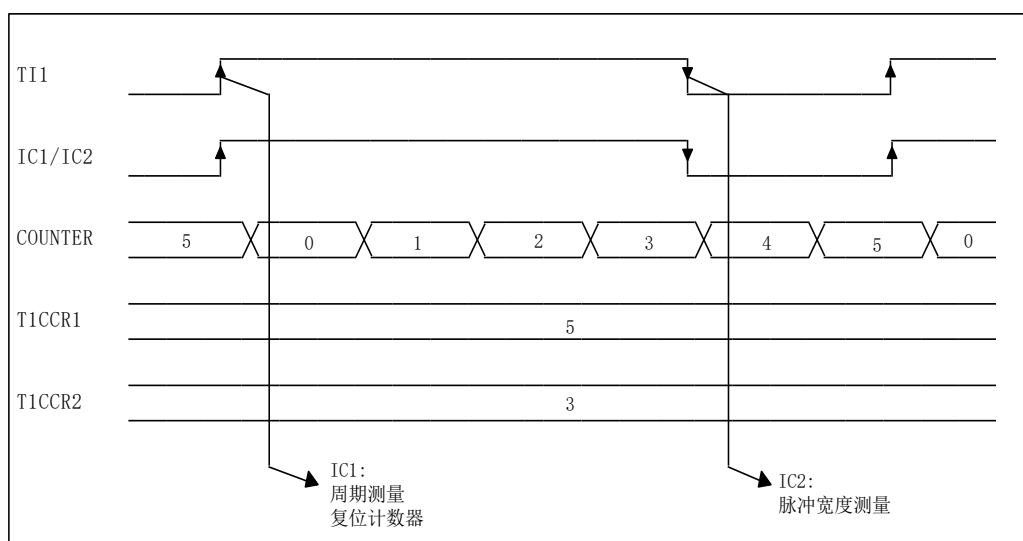 TI1
IC1/IC2
COUNTER 5 0 1 2 3 4 5 0
T1CCR1 5
T1CCR2 3
IC1:
周期测量
复位计数器
IC2:
脉冲宽度测量